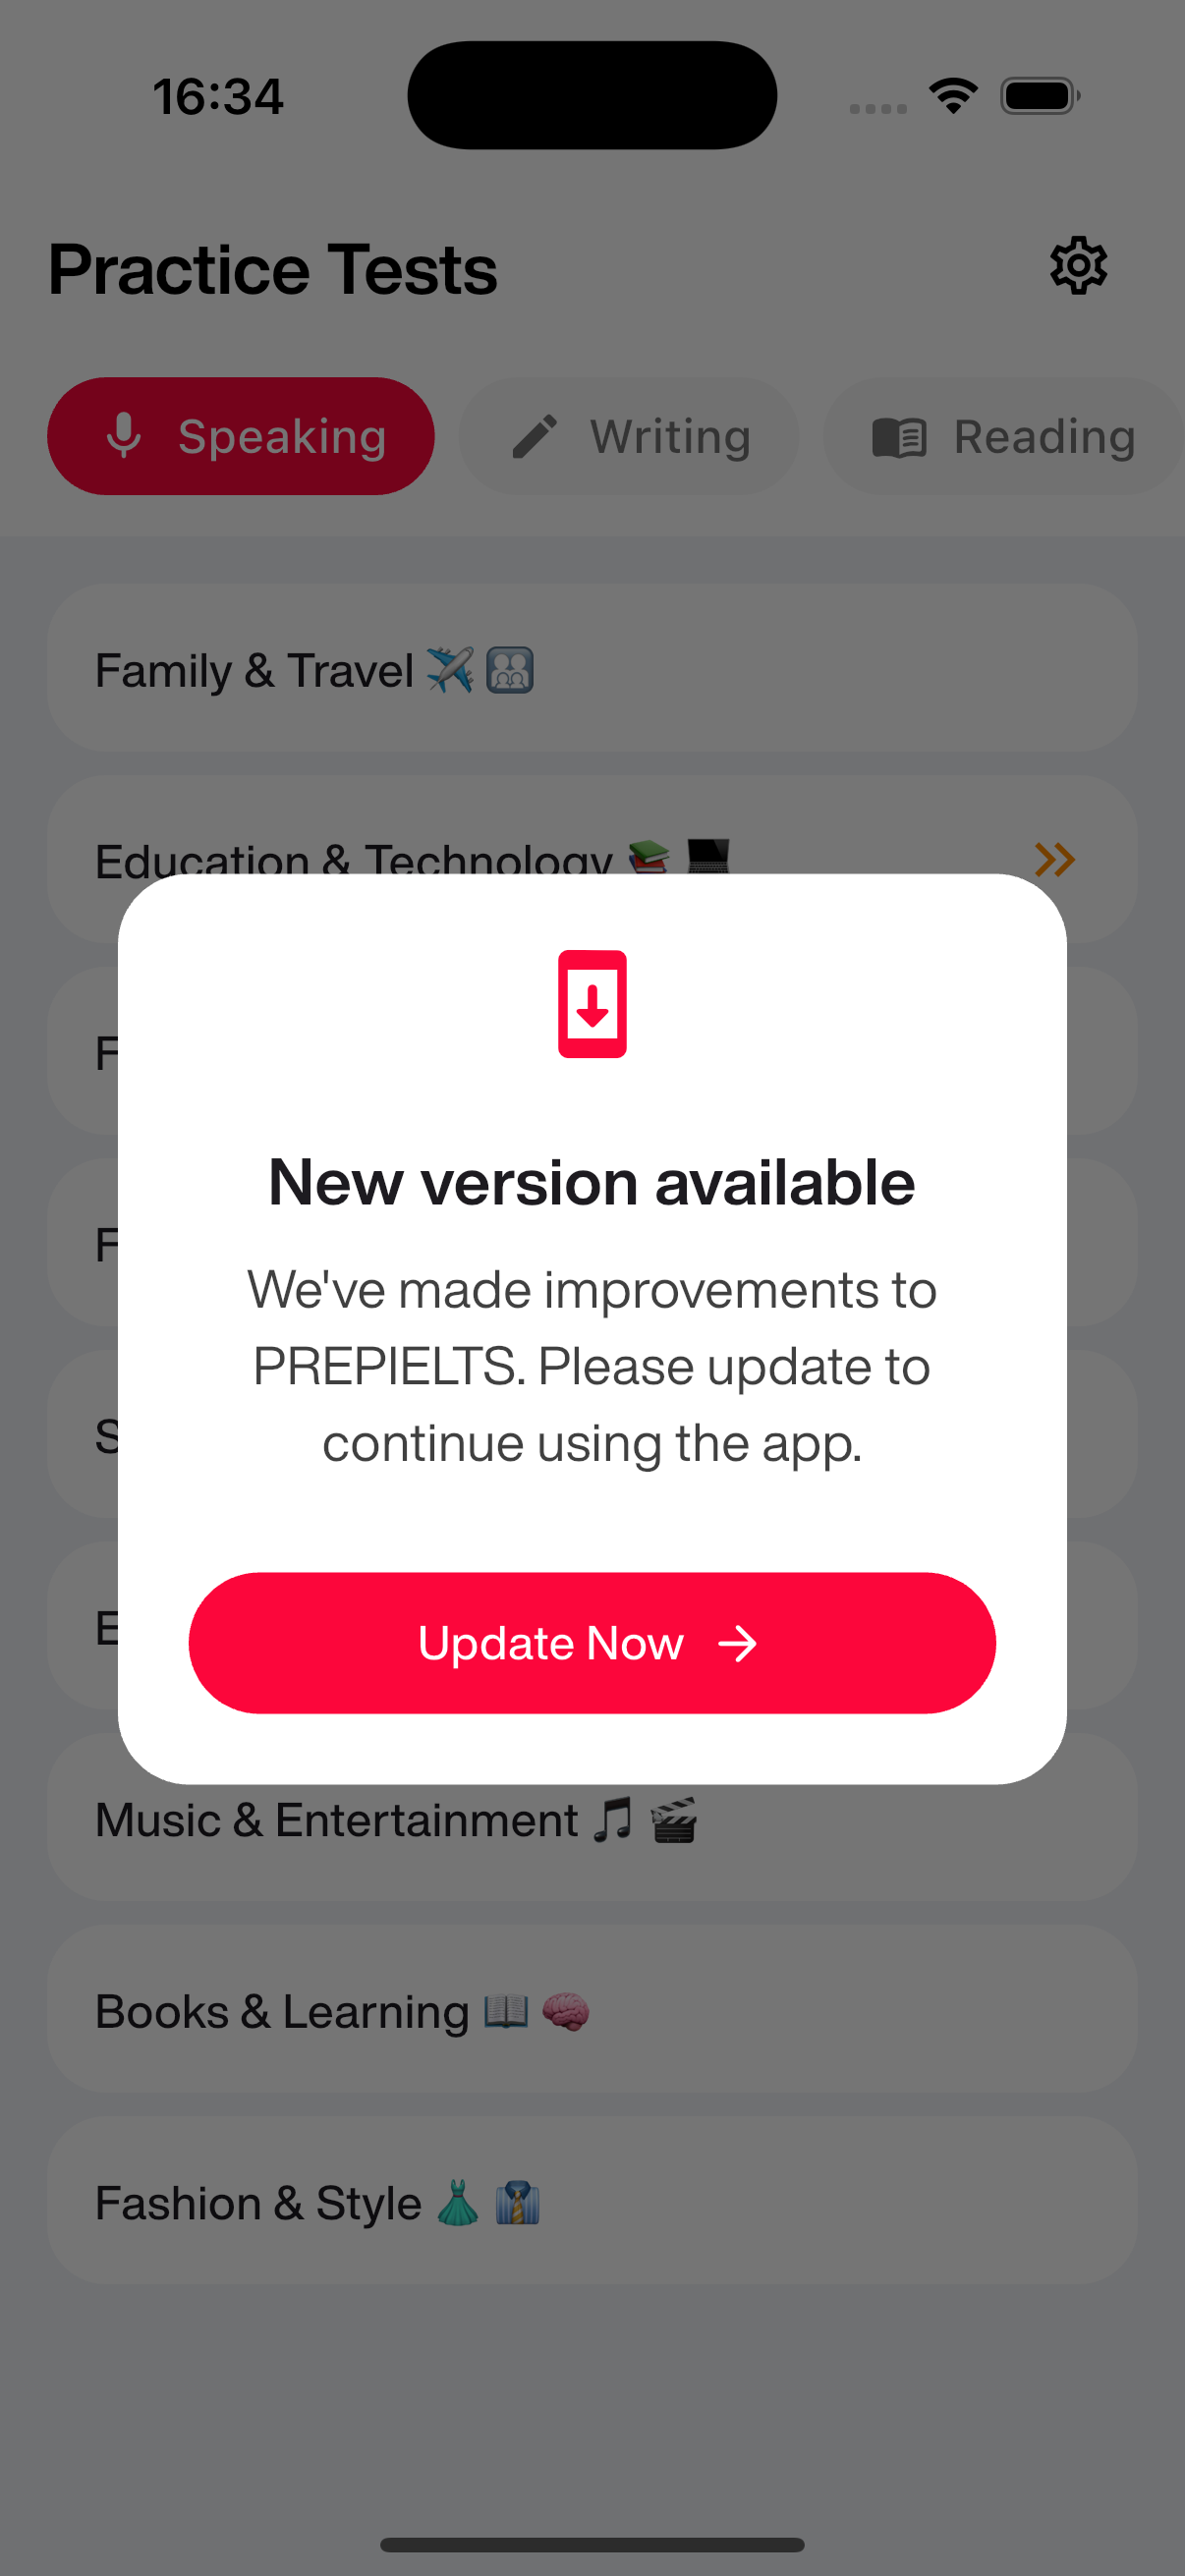 16:34
Practice Tests
Speaking
Writing
Reading
Family & Travel
Education & Technology
New version available
We've made improvements to
PREPIELTS. Please update to
continue using the app.
Update Now
Music & Entertainment
Books & Learning
Fashion & Style